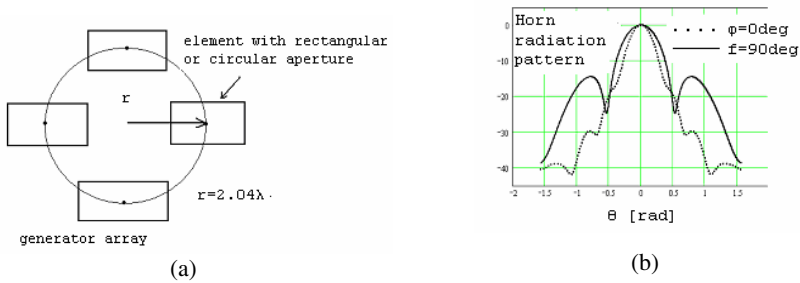 element with rectangular
or circular aperture
r
r=2.04λ.
generator array
(a)
Horn
radiation
pattern
φ=0deg
f=90deg
0
-10
-20
-30
-40
-2
-1.5
-1
-0.5
0
0.5
1
1.5
2
θ [rad]
(b)